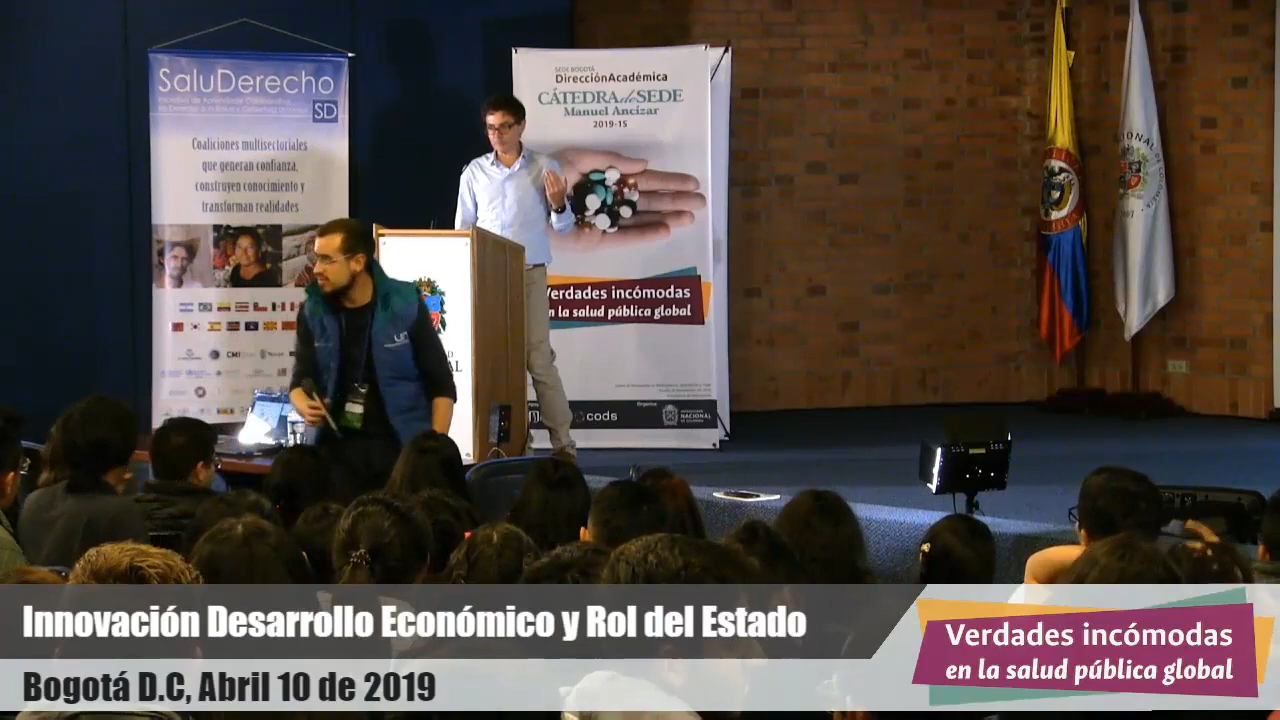 SaluDerecho
SD
Coaliciones multisectoriales
que generan confianza,
construyen conocimiento y
transforman realidades
SEDE BOGOTÁ
DirecciónAcadémica
CÁTEDRA de SEDE
Manuel Ancízar
2019-1S
Verdades incómodas
en la salud pública global
cods
NACIONAL
Innovación Desarrollo Económico y Rol del Estado
Bogotá D.C, Abril 10 de 2019
Verdades incómodas
en la salud pública global